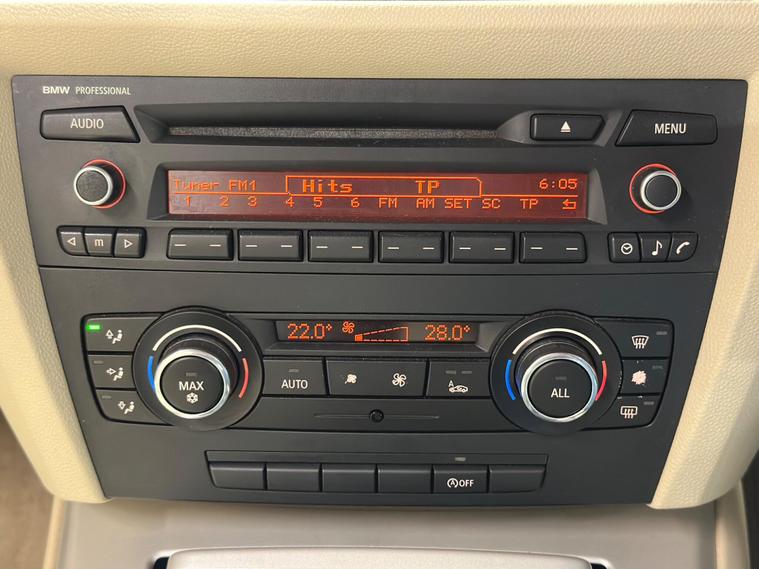 BMW PROFESSIONAL
AUDIO
MENU
Tuner FM1 Hits TP 6:05
1 2 3 4 5 6 FM AM SET SC TP
m
22.0° 28.0°
MAX
AUTO
A
ALL
A OFF